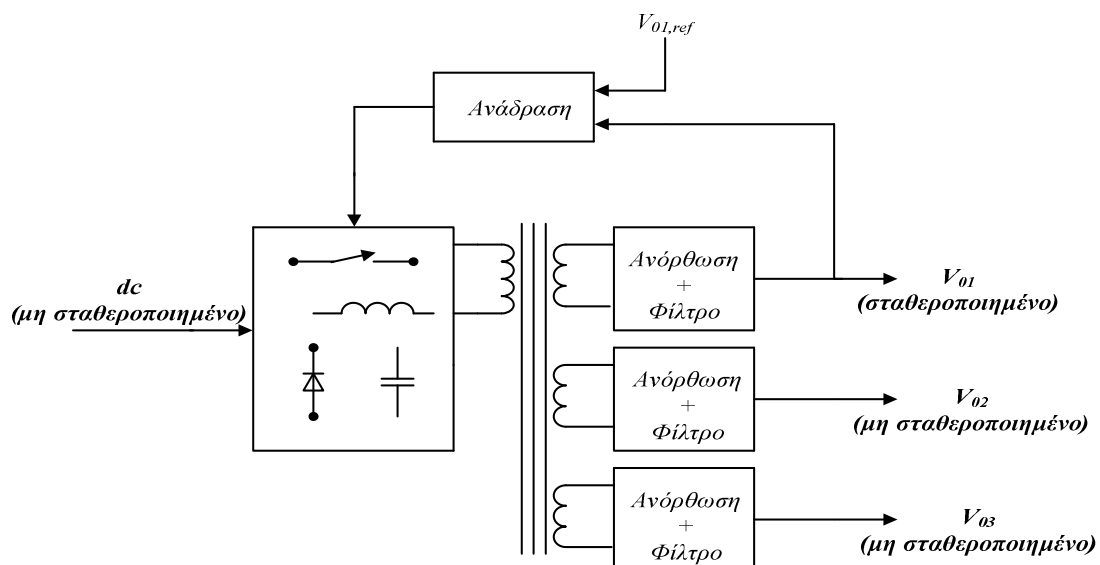 V01,ref
Ανάδραση
dc
(μη σταθεροποιημένο)
Ανόρθωση
+
Φίλτρο
V01
(σταθεροποιημένο)
Ανόρθωση
+
Φίλτρο
V02
(μη σταθεροποιημένο)
Ανόρθωση
+
Φίλτρο
V03
(μη σταθεροποιημένο)